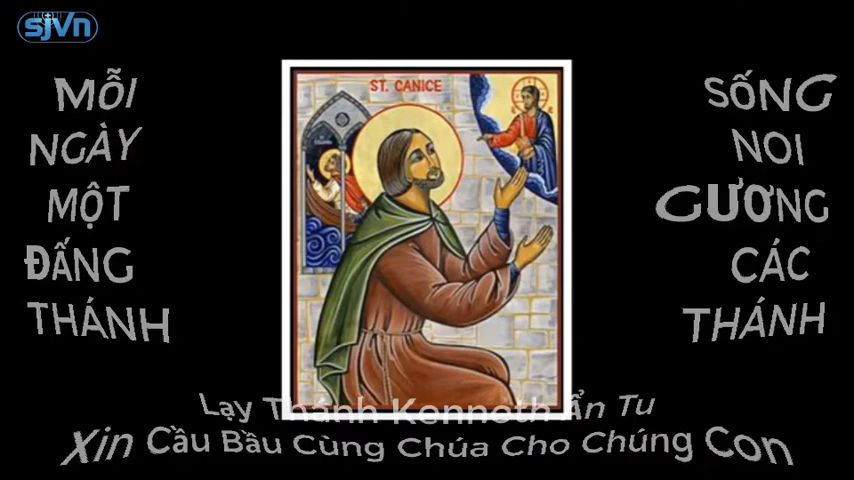 sjvn
MỖI
NGÀY
MỘT
ĐẤNG
THÁNH
ST. CANICE
SỐNG
NOI
GƯƠNG
CÁC
THÁNH
Lạy Thánh Kenneth Ẩn Tu
Xin Cầu Bầu Cùng Chúa Cho Chúng Con